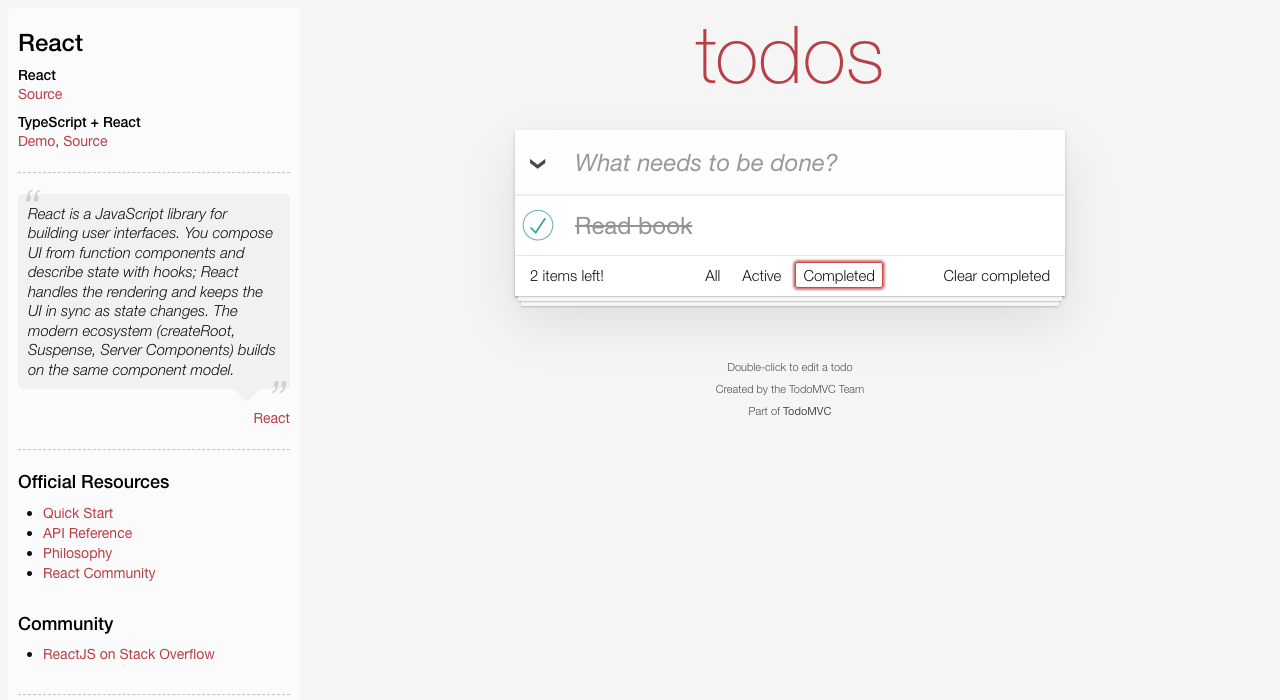 React
React
Source
TypeScript + React
Demo, Source
“
React is a JavaScript library for
building user interfaces. You compose
UI from function components and
describe state with hooks; React
handles the rendering and keeps the
UI in sync as state changes. The
modern ecosystem (createRoot,
Suspense, Server Components) builds
on the same component model.
”
React
Official Resources
Quick Start
API Reference
Philosophy
React Community
Community
ReactJS on Stack Overflow
todos
What needs to be done?
Read book
2 items left! All Active Completed Clear completed
Double-click to edit a todo
Created by the TodoMVC Team
Part of TodoMVC